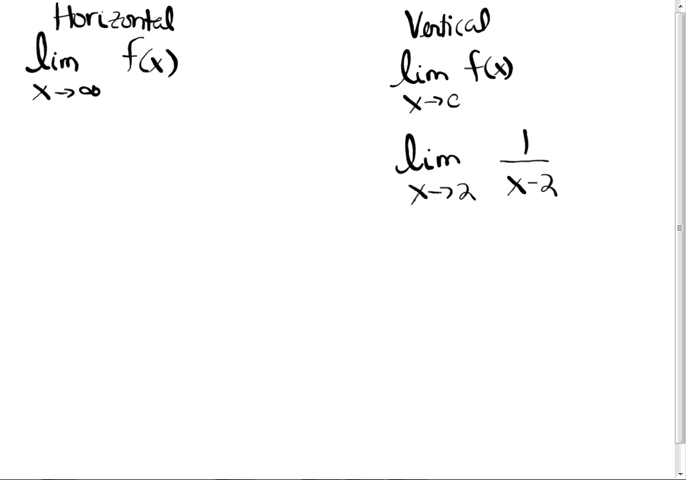 Horizontal
lim f(x)
x→∞
Vertical
lim f(x)
x→c
lim 1/(x-2)
x→2